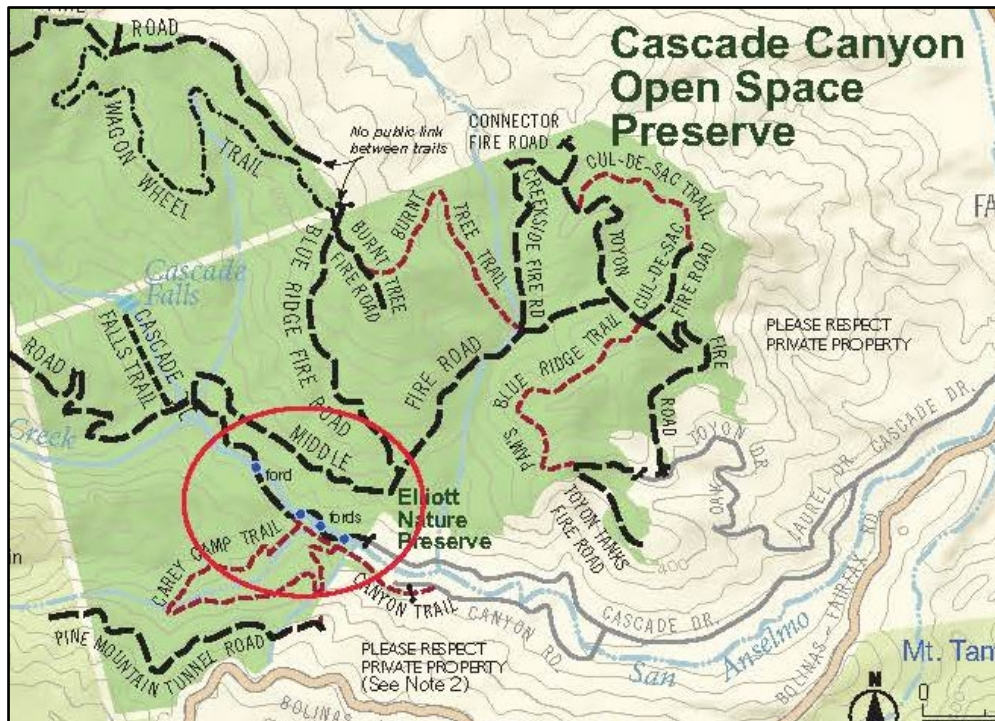 ROAD
Cascade Canyon
Open Space
Preserve
WAGON WHEEL TRAIL
No public link
between trails
CONNECTOR
FIRE ROAD
CUL-DE-SAC TRAIL
CREEKSIDE FIRE RD
BURNT TREE TRAIL
BURNT TREE
FIRE ROAD
BLUE RIDGE FIRE ROAD
TOYON
CUL-DE-SAC
FIRE ROAD
FA
Cascade
Falls
CASCADE
FALLS TRAIL
ROAD
PLEASE RESPECT
PRIVATE PROPERTY
PAM'S BLUE RIDGE TRAIL
FIRE ROAD
FIRE ROAD
MIDDLE
Creek
ford
fords
Elliott
Nature
Preserve
TOYON DR.
OAK
LAUREL DR.
CASCADE DR.
TOYON TANKS
FIRE ROAD
400
CAREY CAMP TRAIL
in
CANYON TRAIL
CANYON RD.
CASCADE DR.
San Anselmo
BOLINAS - FAIRFAX RD
PINE MOUNTAIN TUNNEL ROAD
PLEASE RESPECT
PRIVATE PROPERTY
(See Note 2)
Mt. Tam
BOLINAS
N
0